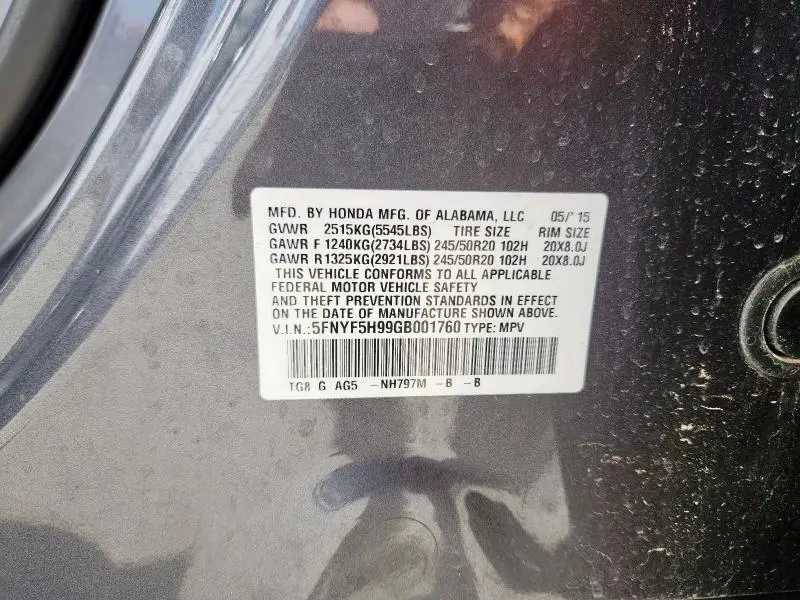 MFD. BY HONDA MFG. OF ALABAMA, LLC 05/'15
GVWR 2515KG(5545LBS) TIRE SIZE RIM SIZE
GAWR F 1240KG(2734LBS) 245/50R20 102H 20X8.0J
GAWR R1325KG(2921LBS) 245/50R20 102H 20X8.0J
THIS VEHICLE CONFORMS TO ALL APPLICABLE
FEDERAL MOTOR VEHICLE SAFETY
AND THEFT PREVENTION STANDARDS IN EFFECT
ON THE DATE OF MANUFACTURE SHOWN ABOVE.
V.I.N.:5FNYF5H99GB001760 TYPE: MPV
TG8 G AG5 -NH797M -B -B